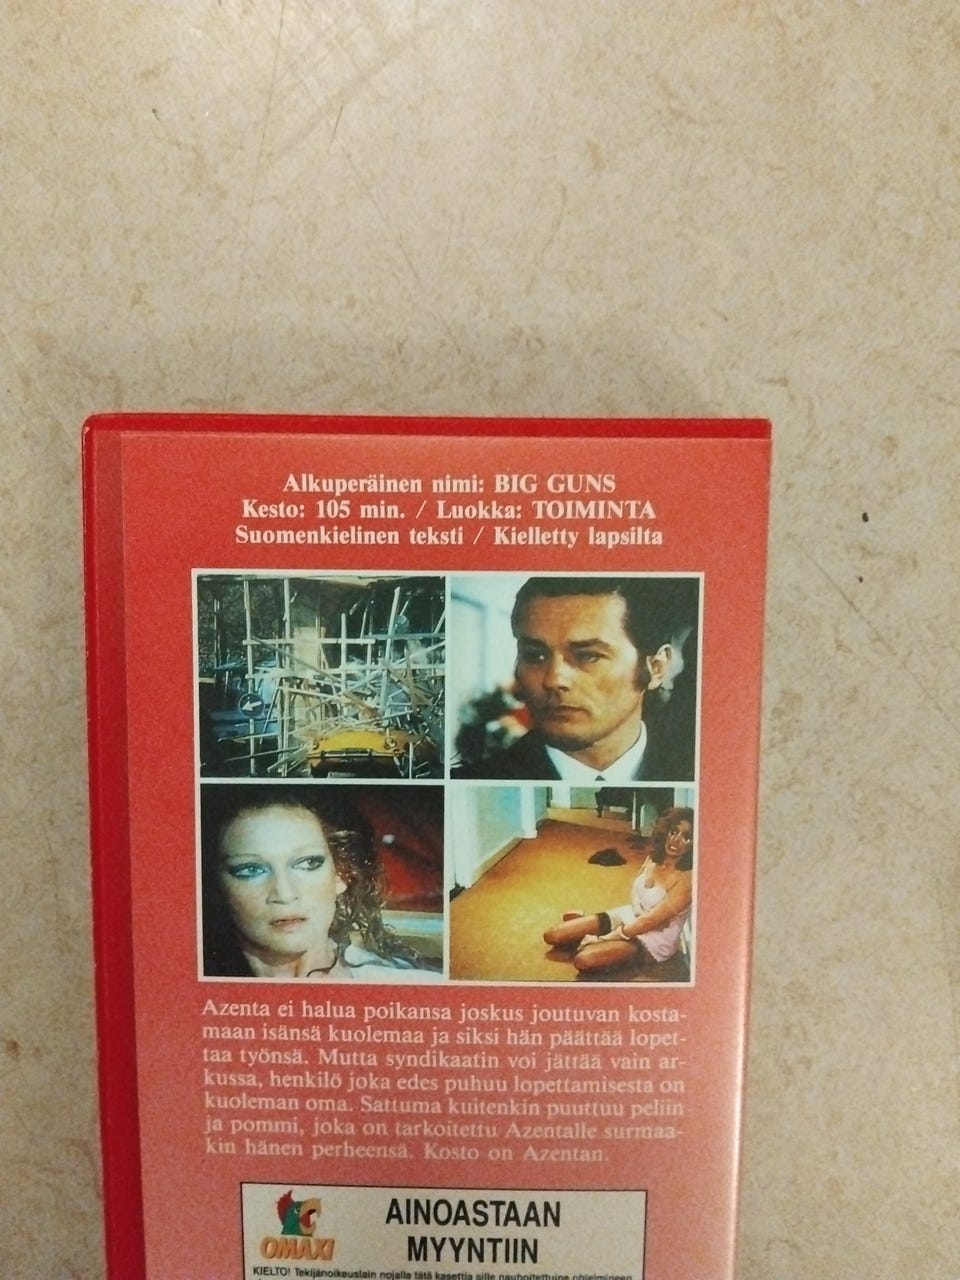 Alkuperäinen nimi: BIG GUNS
Kesto: 105 min. / Luokka: TOIMINTA
Suomenkielinen teksti / Kielletty lapsilta
Azenta ei halua poikansa joskus joutuvan kosta-
maan isänsä kuolemaa ja siksi hän päättää lopet-
taa työnsä. Mutta syndikaatin voi jättää vain ar-
kussa, henkilö joka edes puhuu lopettamisesta on
kuoleman oma. Sattuma kuitenkin puuttuu peliin
ja pommi, joka on tarkoitettu Azentalle surmaa-
kin hänen perheensä. Kosto on Azentan.
OMAXI
AINOASTAAN
MYYNTIIN
KIELTO! Tekijänoikeuslain nojalla tätä kasettia sille nauhoitettuine ohjelmineen